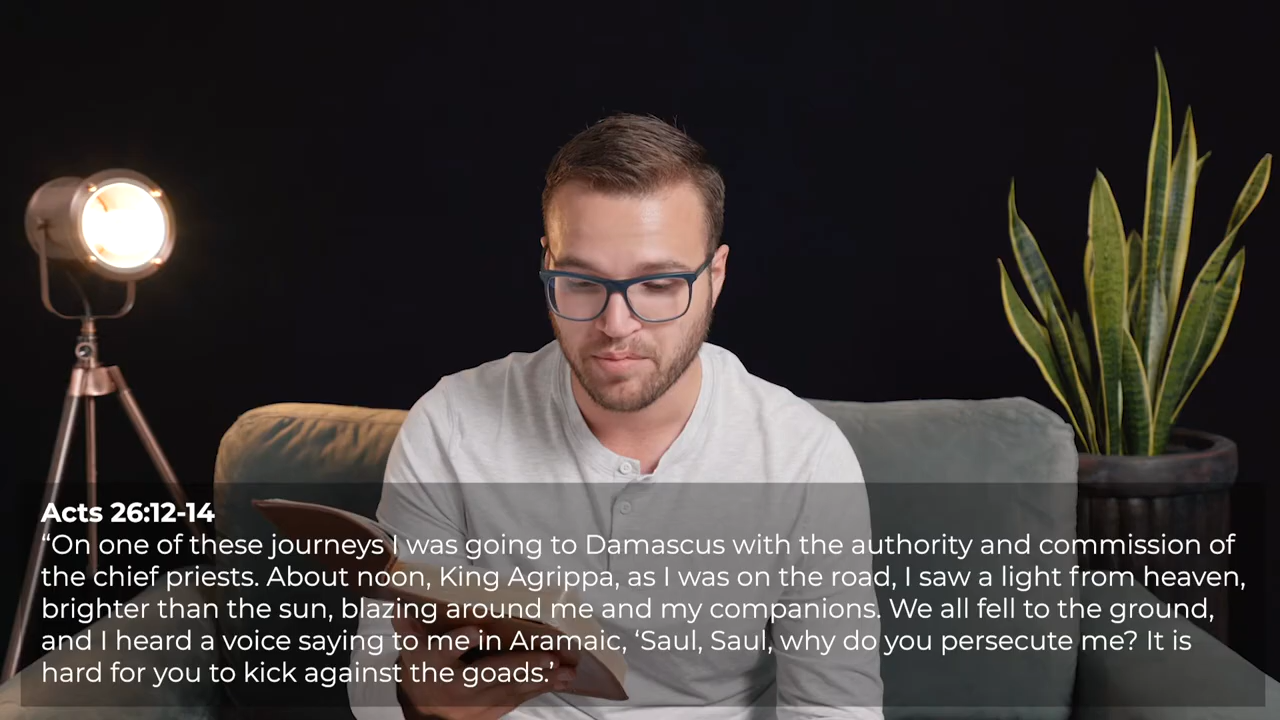 Acts 26:12-14
“On one of these journeys I was going to Damascus with the authority and commission of
the chief priests. About noon, King Agrippa, as I was on the road, I saw a light from heaven,
brighter than the sun, blazing around me and my companions. We all fell to the ground,
and I heard a voice saying to me in Aramaic, ‘Saul, Saul, why do you persecute me? It is
hard for you to kick against the goads.’